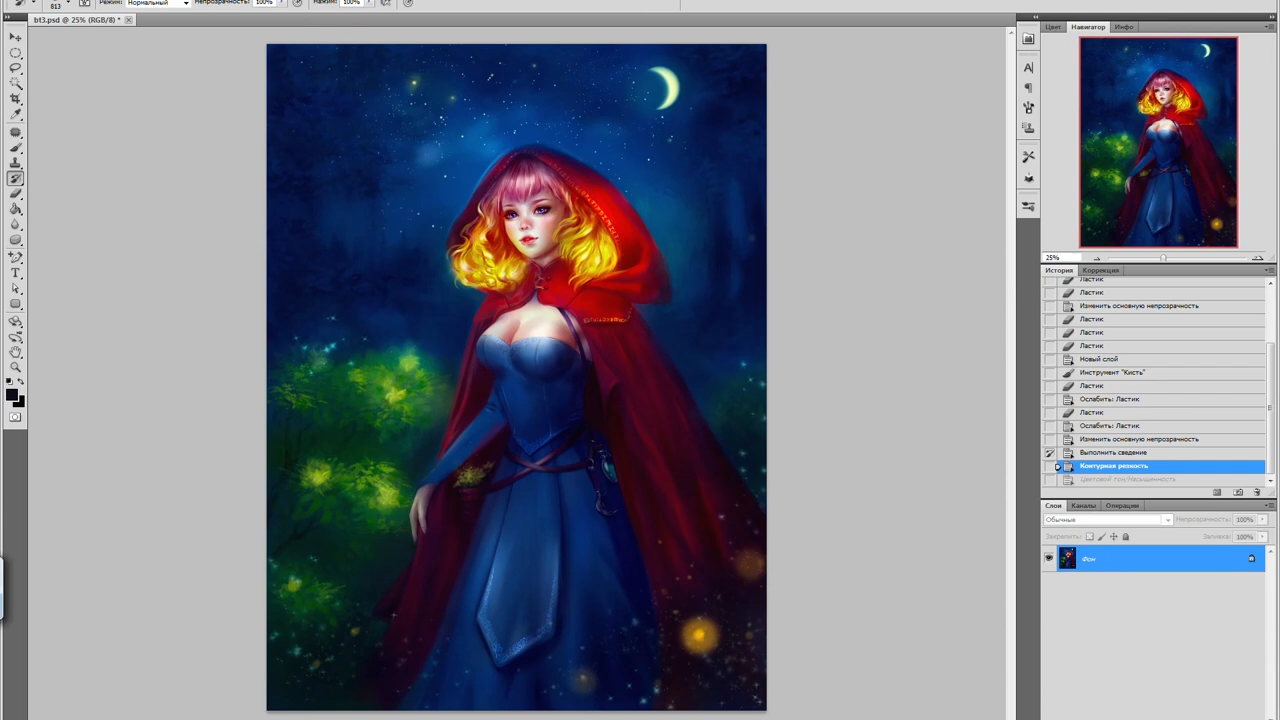 813
Режим: Нормальный Непрозрачность: 100% Нажим: 100%
bt3.psd @ 25% (RGB/8) *
Цвет Навигатор Инфо
25%
История Коррекция
Ластик
Ластик
Изменить основную непрозрачность
Ластик
Ластик
Ластик
Новый слой
Инструмент "Кисть"
Ластик
Ослабить: Ластик
Ластик
Ослабить: Ластик
Изменить основную непрозрачность
Выполнить сведение
Контурная резкость
Цветовой тон/Насыщенность
Слои Каналы Операции
Обычные Непрозрачность: 100%
Закрепить: Заливка: 100%
Фон